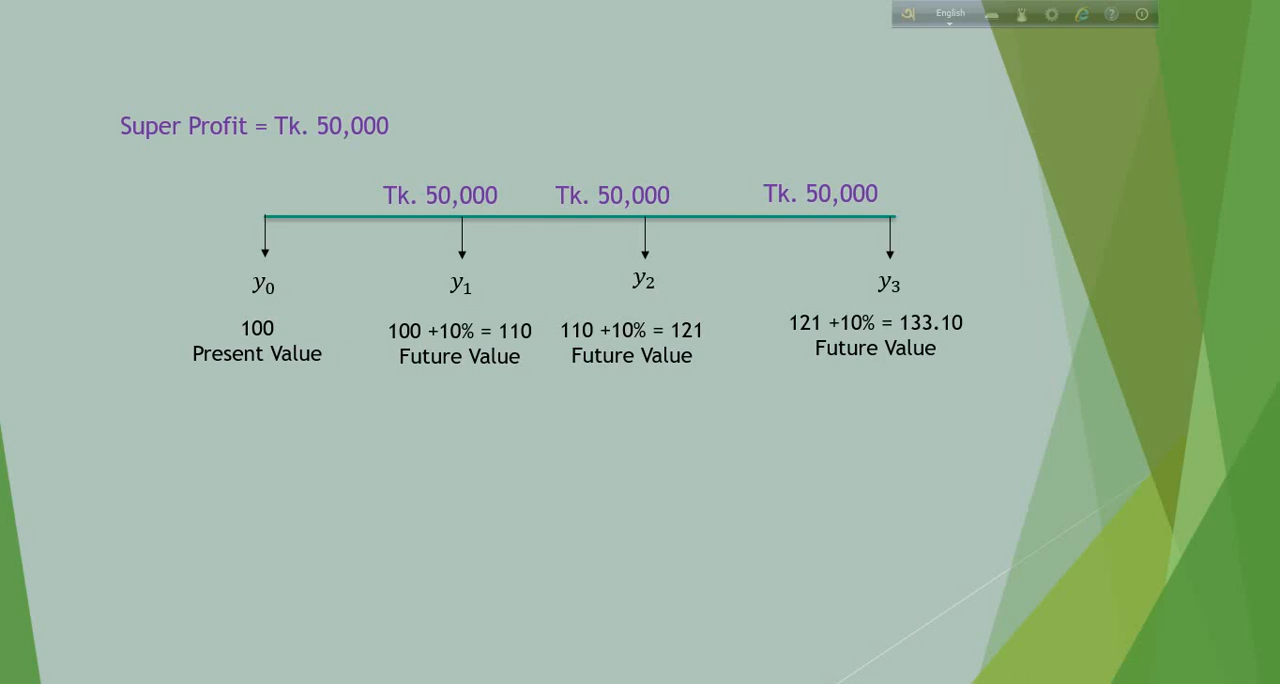 অ English
Super Profit = Tk. 50,000
Tk. 50,000 Tk. 50,000 Tk. 50,000
y₀ y₁ y₂ y₃
100 100 +10% = 110 110 +10% = 121 121 +10% = 133.10
Present Value Future Value Future Value Future Value